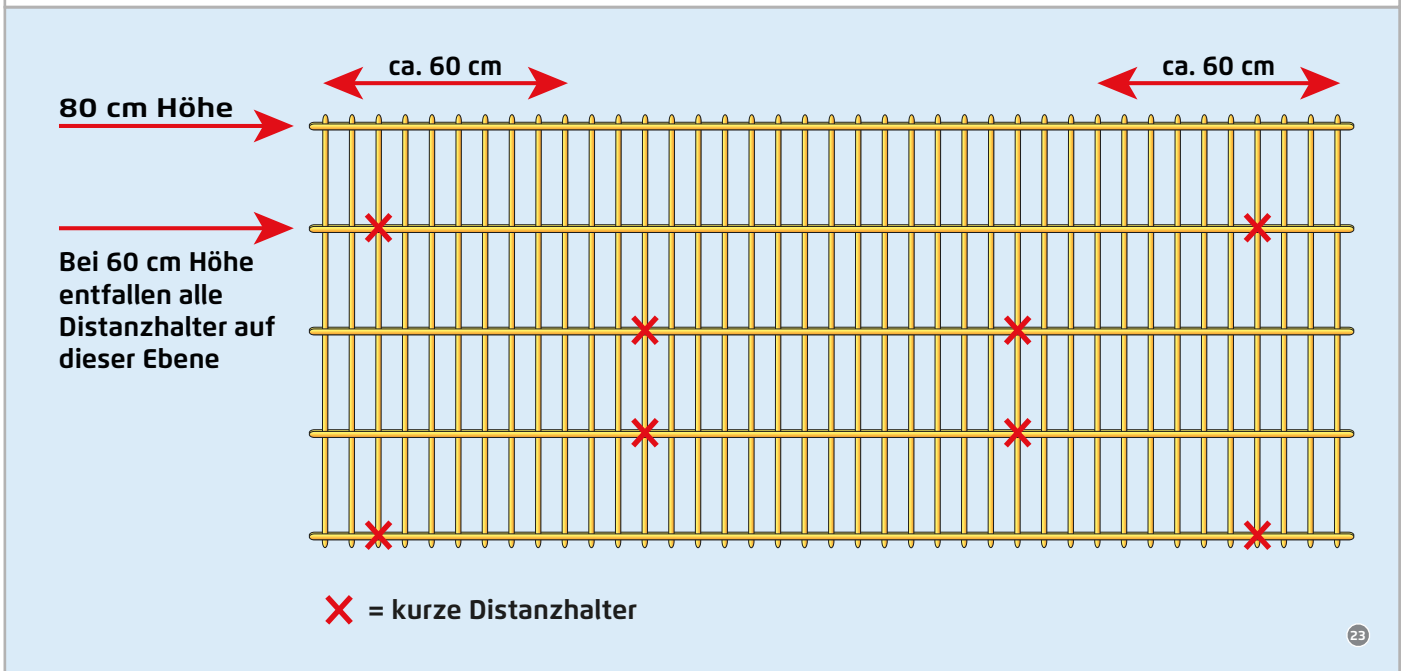 ca. 60 cm
ca. 60 cm
80 cm Höhe
Bei 60 cm Höhe
entfallen alle
Distanzhalter auf
dieser Ebene
= kurze Distanzhalter
23